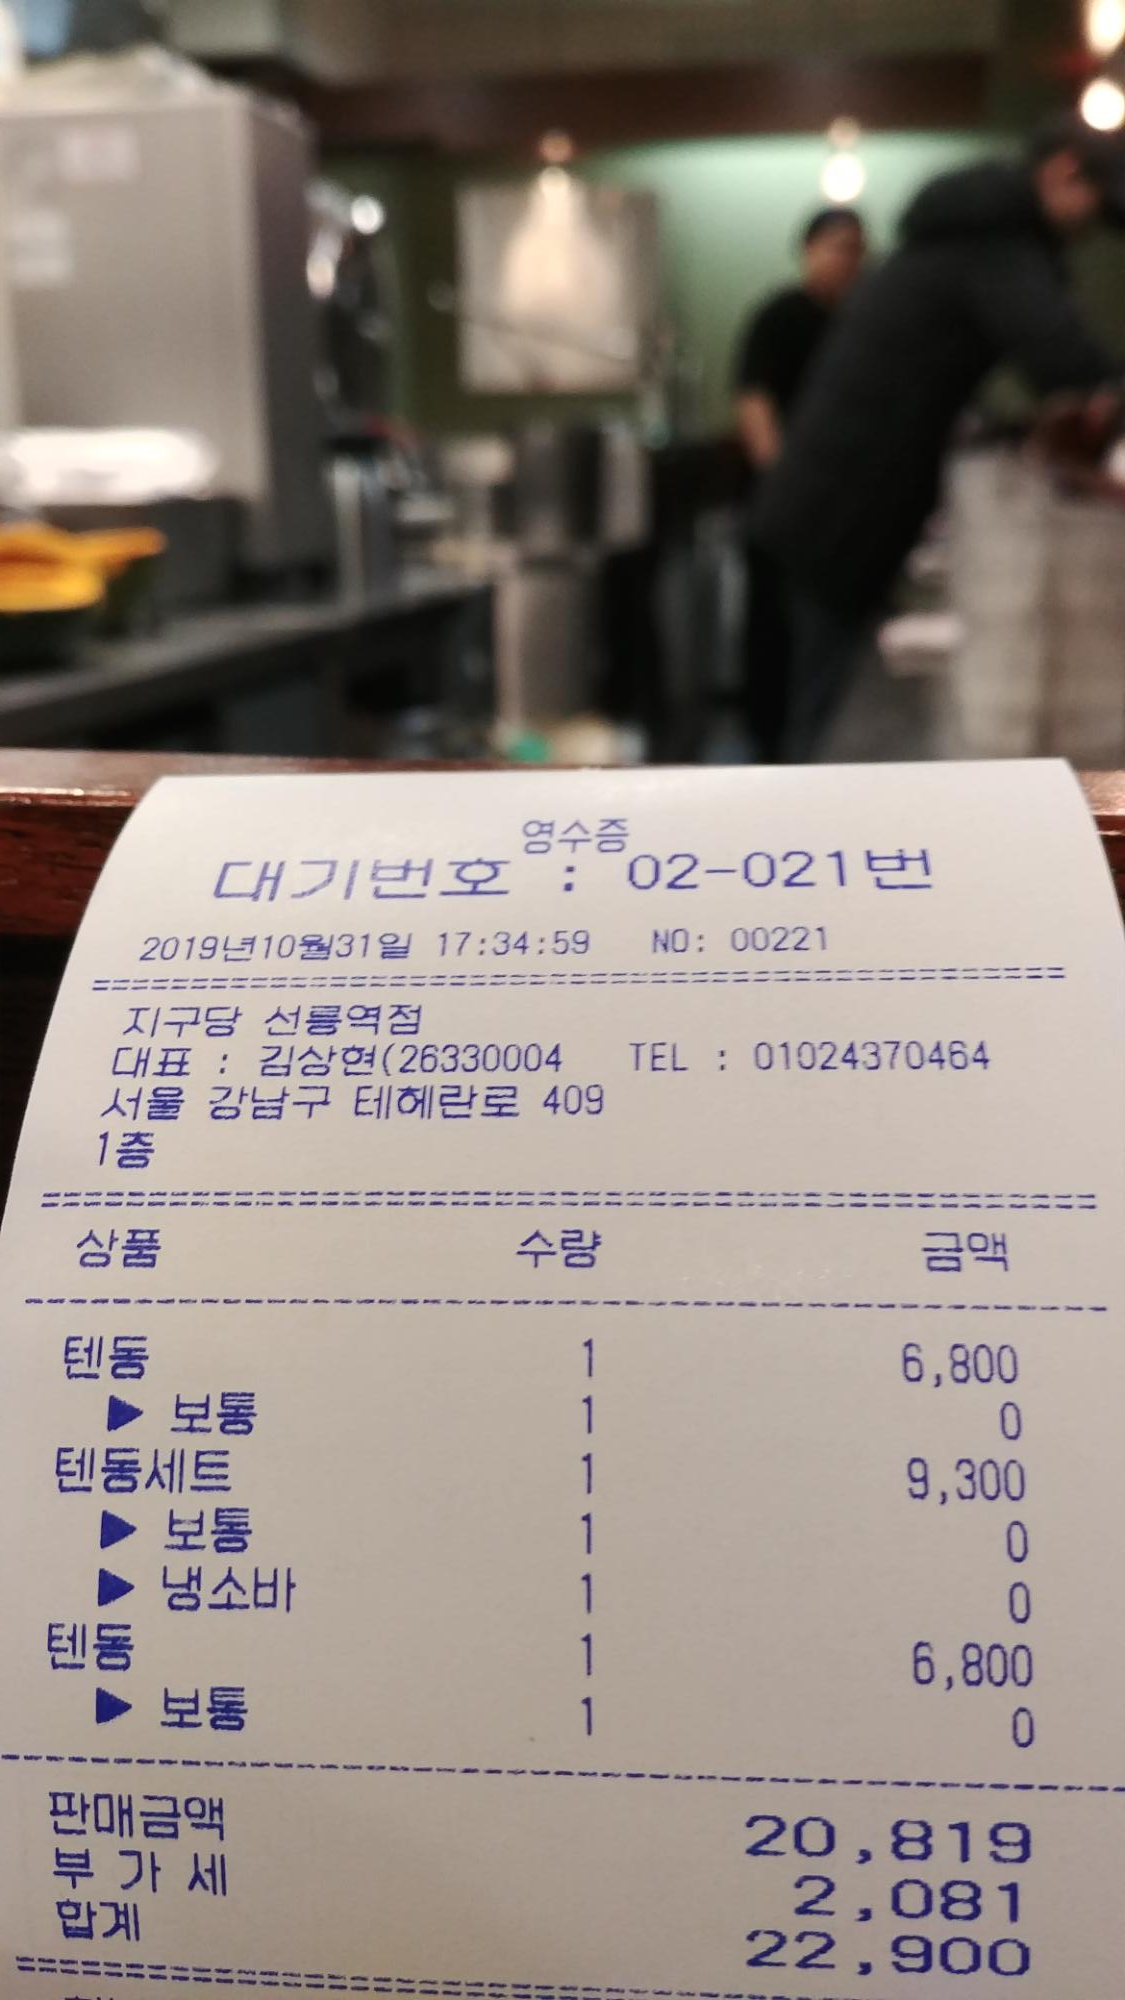 영수증
대기번호 : 02-021번
2019년10월31일 17:34:59 NO: 00221
지구당 선릉역점
대표 : 김상현(26330004 TEL : 01024370464
서울 강남구 테헤란로 409
1층
상품 수량 금액
텐동 1 6,800
▶ 보통 1 0
텐동세트 1 9,300
▶ 보통 1 0
▶ 냉소바 1 0
텐동 1 6,800
▶ 보통 1 0
판매금액 20,819
부 가 세 2,081
합계 22,900